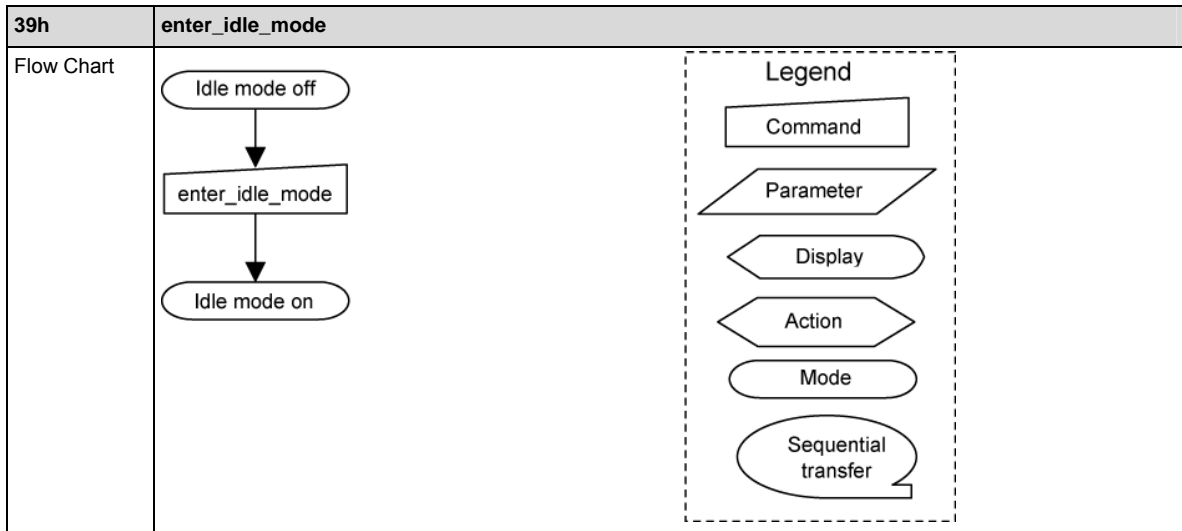 39h enter_idle_mode
Flow Chart
Idle mode off
enter_idle_mode
Idle mode on
Legend
Command
Parameter
Display
Action
Mode
Sequential
transfer